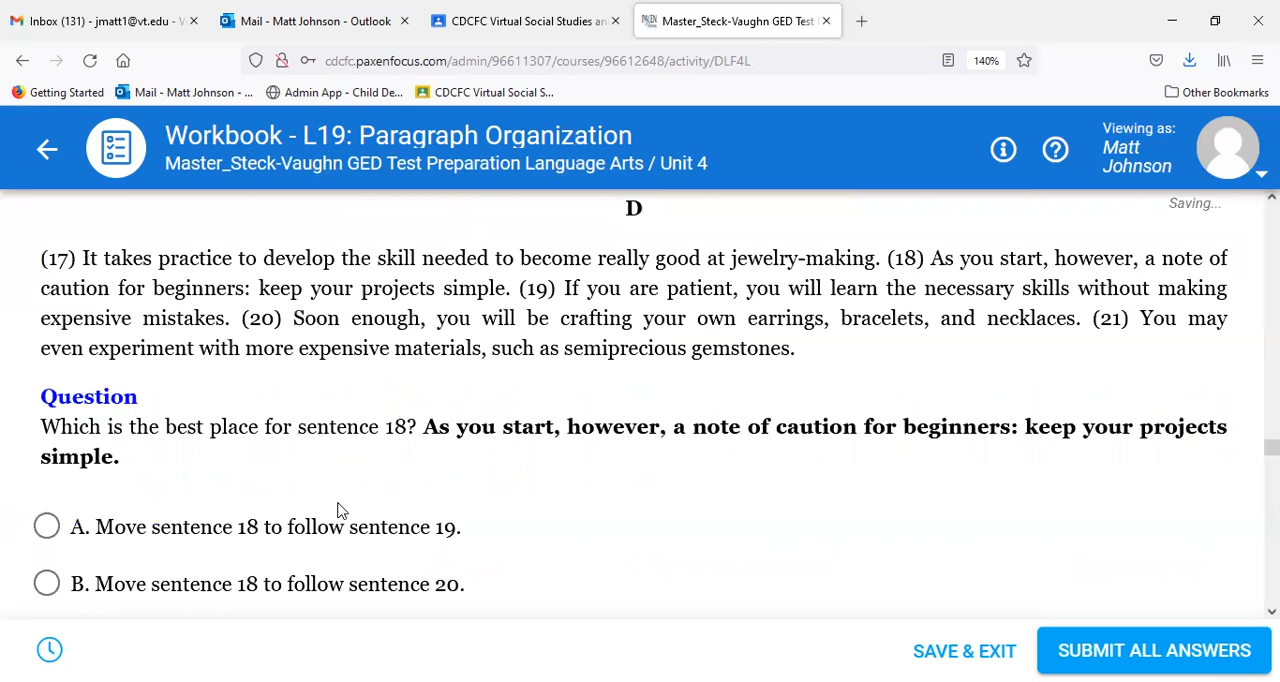 Inbox (131) - jmatt1@vt.edu - V
Mail - Matt Johnson - Outlook
CDCFC Virtual Social Studies an
PAXEN
Master_Steck-Vaughn GED Test
cdcfc.paxenfocus.com/admin/96611307/courses/96612648/activity/DLF4L
140%
Getting Started
Mail - Matt Johnson - ...
Admin App - Child De...
CDCFC Virtual Social S...
Other Bookmarks
Workbook - L19: Paragraph Organization
Master_Steck-Vaughn GED Test Preparation Language Arts / Unit 4
Viewing as:
Matt
Johnson
D
Saving...
(17) It takes practice to develop the skill needed to become really good at jewelry-making. (18) As you start, however, a note of
caution for beginners: keep your projects simple. (19) If you are patient, you will learn the necessary skills without making
expensive mistakes. (20) Soon enough, you will be crafting your own earrings, bracelets, and necklaces. (21) You may
even experiment with more expensive materials, such as semiprecious gemstones.
Question
Which is the best place for sentence 18? As you start, however, a note of caution for beginners: keep your projects
simple.
A. Move sentence 18 to follow sentence 19.
B. Move sentence 18 to follow sentence 20.
SAVE & EXIT
SUBMIT ALL ANSWERS